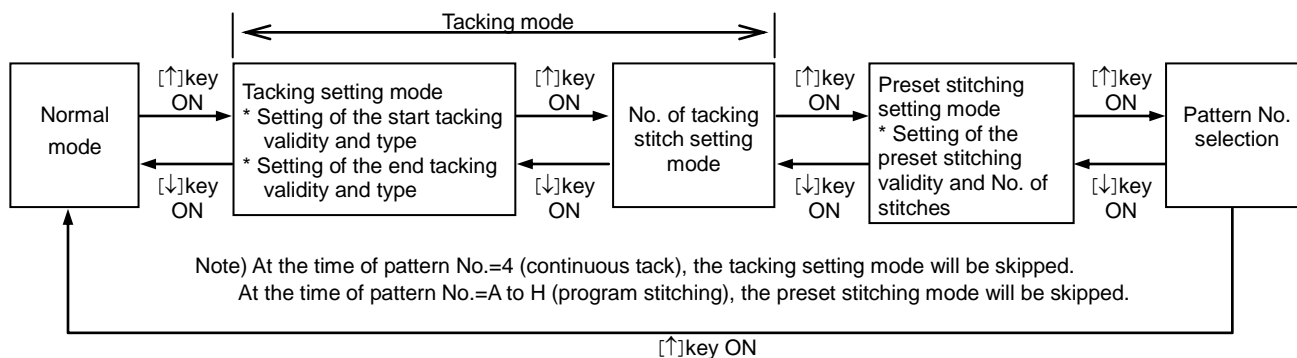 Tacking mode
Normal
mode
[↑]key
ON
[↓]key
ON
Tacking setting mode
* Setting of the start tacking
validity and type
* Setting of the end tacking
validity and type
[↑]key
ON
[↓]key
ON
No. of tacking
stitch setting
mode
[↑]key
ON
[↓]key
ON
Preset stitching
setting mode
* Setting of the
preset stitching
validity and No. of
stitches
[↑]key
ON
[↓]key
ON
Pattern No.
selection
Note) At the time of pattern No.=4 (continuous tack), the tacking setting mode will be skipped.
At the time of pattern No.=A to H (program stitching), the preset stitching mode will be skipped.
[↑]key ON